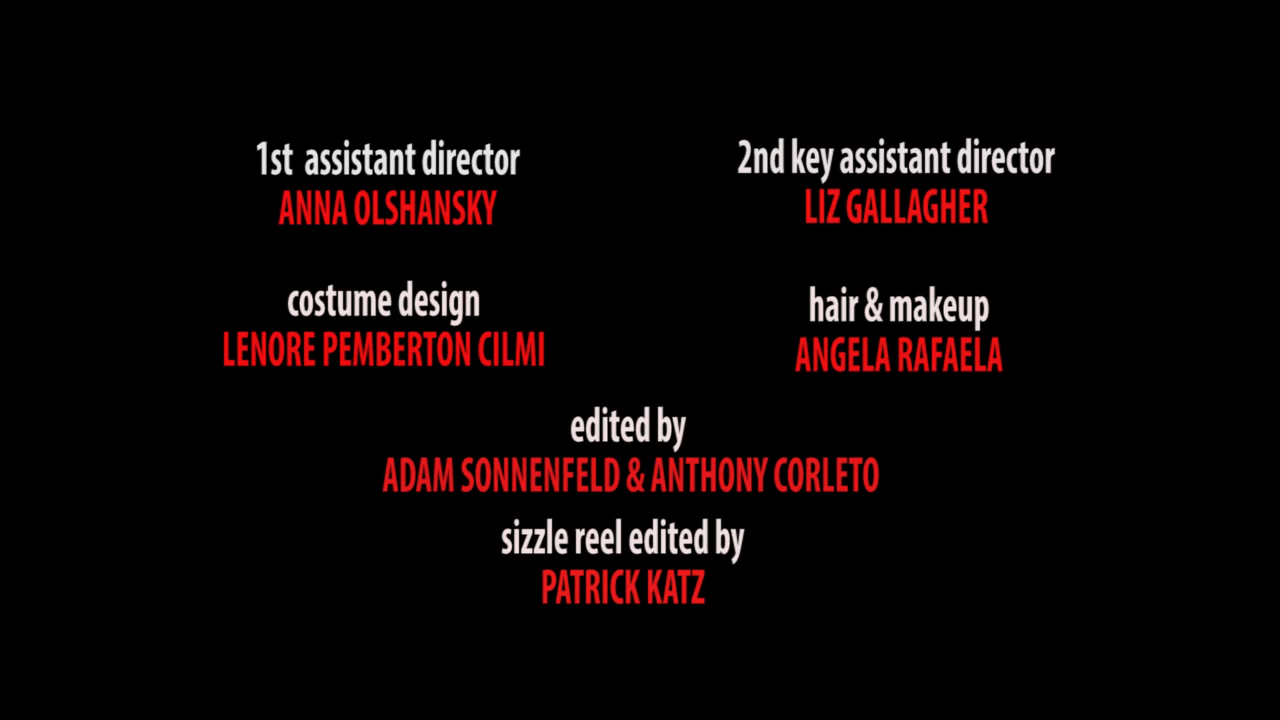 1st assistant director
ANNA OLSHANSKY
2nd key assistant director
LIZ GALLAGHER
costume design
LENORE PEMBERTON CILMI
hair & makeup
ANGELA RAFAELA
edited by
ADAM SONNENFELD & ANTHONY CORLETO
sizzle reel edited by
PATRICK KATZ